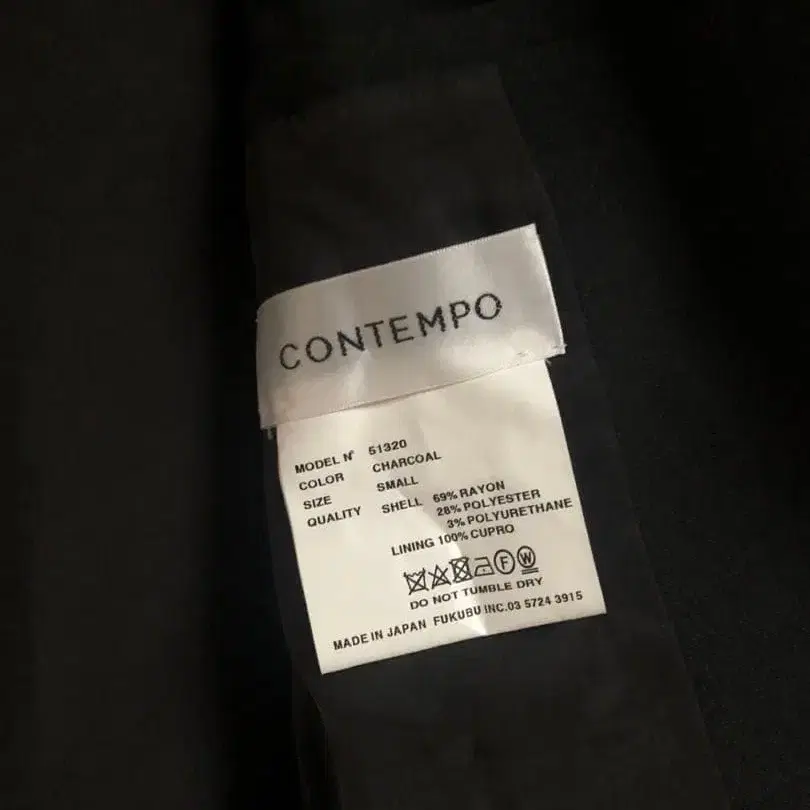 CONTEMPO
MODEL N° 51320
COLOR CHARCOAL
SIZE SMALL
QUALITY SHELL 69% RAYON
28% POLYESTER
3% POLYURETHANE
LINING 100% CUPRO
F W
DO NOT TUMBLE DRY
MADE IN JAPAN FUKUBU INC.03 5724 3915